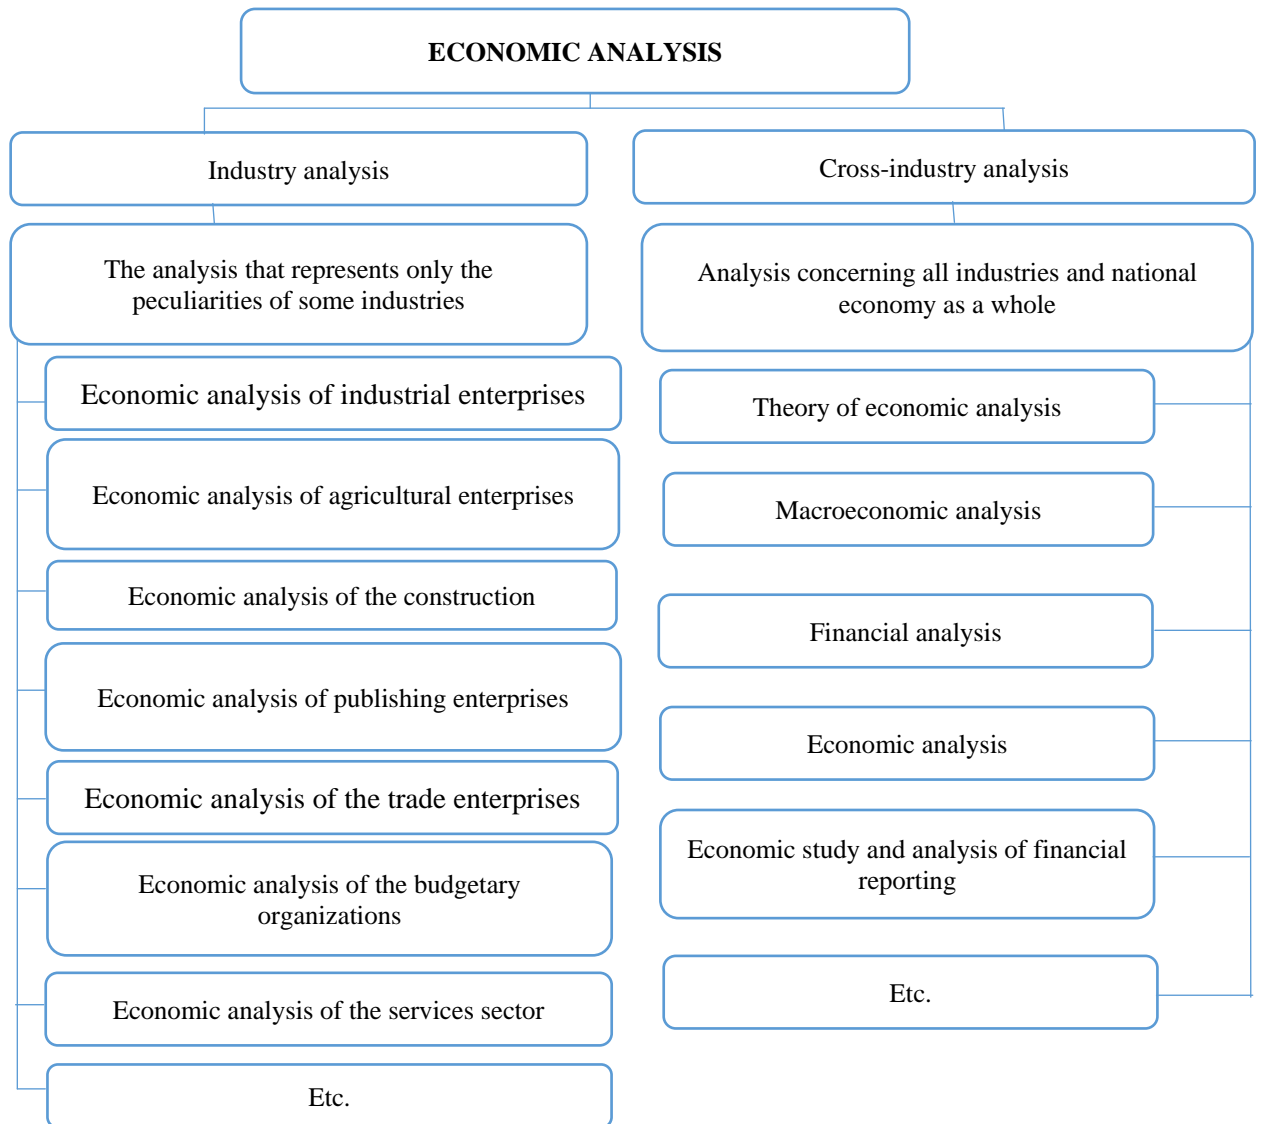 ECONOMIC ANALYSIS
Industry analysis
The analysis that represents only the
peculiarities of some industries
Economic analysis of industrial enterprises
Economic analysis of agricultural enterprises
Economic analysis of the construction
Economic analysis of publishing enterprises
Economic analysis of the trade enterprises
Economic analysis of the budgetary
organizations
Economic analysis of the services sector
Etc.
Cross-industry analysis
Analysis concerning all industries and national
economy as a whole
Theory of economic analysis
Macroeconomic analysis
Financial analysis
Economic analysis
Economic study and analysis of financial
reporting
Etc.